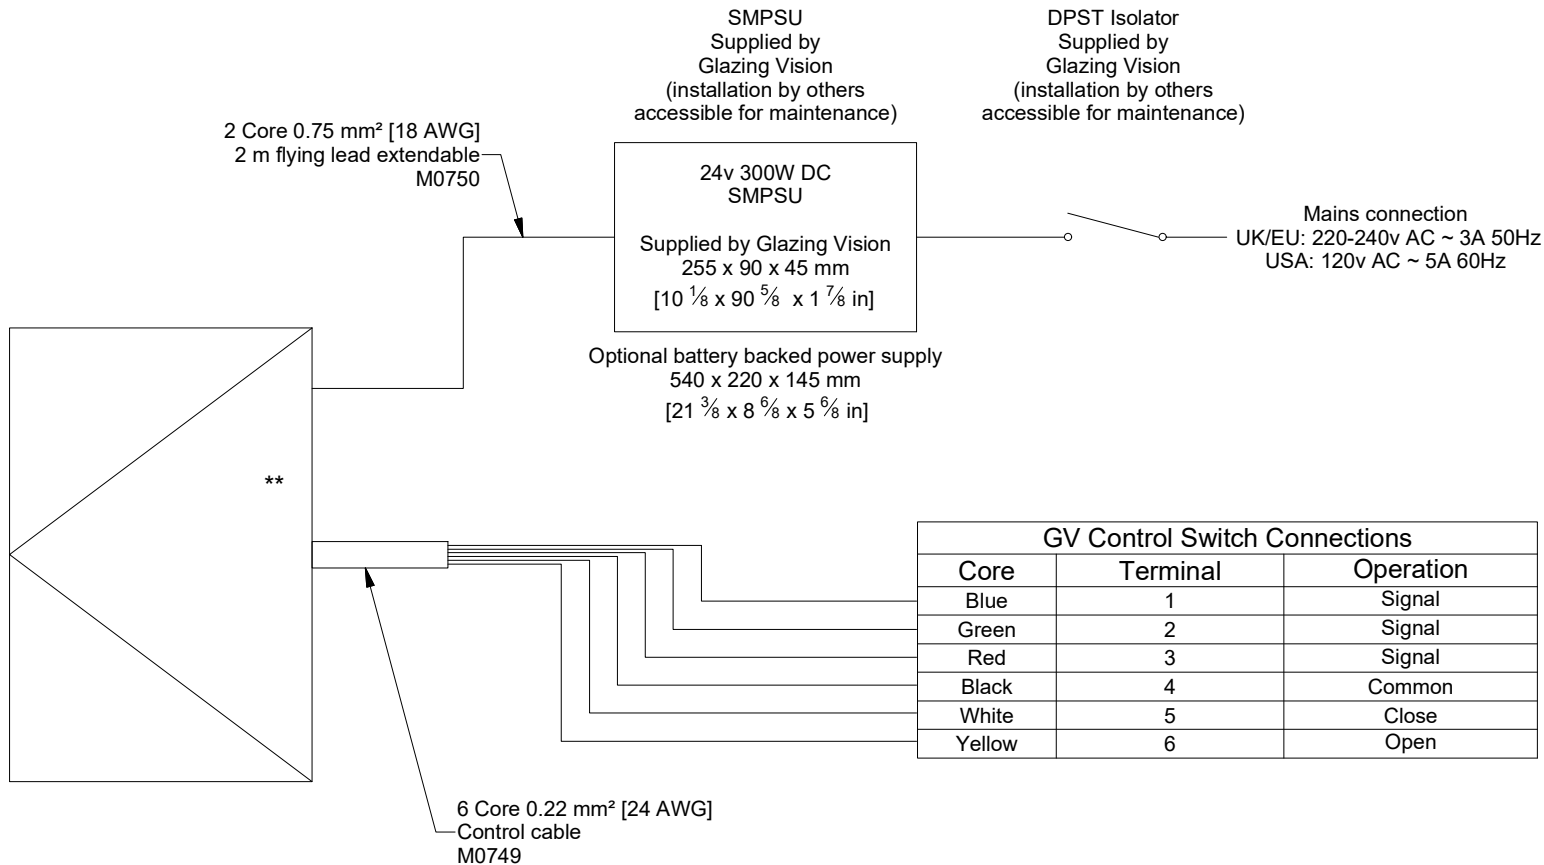 SMPSU
Supplied by
Glazing Vision
(installation by others
accessible for maintenance)
DPST Isolator
Supplied by
Glazing Vision
(installation by others
accessible for maintenance)
2 Core 0.75 mm² [18 AWG]
2 m flying lead extendable
M0750
24v 300W DC
SMPSU
Supplied by Glazing Vision
255 x 90 x 45 mm
[10 ⅛ x 90 ⅝ x 1 ⅞ in]
Mains connection
UK/EU: 220-240v AC ~ 3A 50Hz
USA: 120v AC ~ 5A 60Hz
Optional battery backed power supply
540 x 220 x 145 mm
[21 ⅜ x 8 6⁄8 x 5 6⁄8 in]
**
GV Control Switch Connections
Core Terminal Operation
Blue 1 Signal
Green 2 Signal
Red 3 Signal
Black 4 Common
White 5 Close
Yellow 6 Open
6 Core 0.22 mm² [24 AWG]
Control cable
M0749